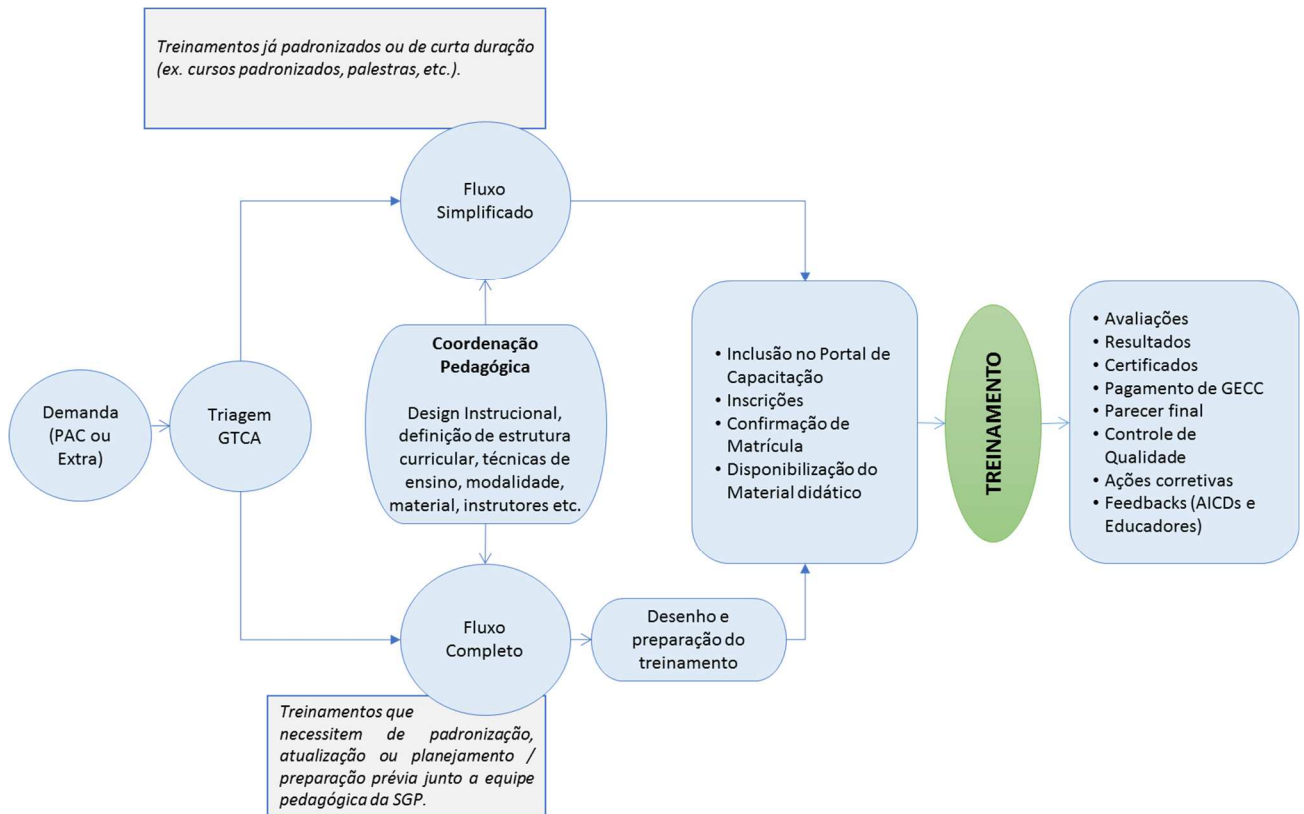 Treinamentos já padronizados ou de curta duração
(ex. cursos padronizados, palestras, etc.).
Fluxo
Simplificado
Coordenação
Pedagógica
Design Instrucional,
definição de estrutura
curricular, técnicas de
ensino, modalidade,
material, instrutores etc.
Demanda
(PAC ou
Extra)
Triagem
GTCA
• Inclusão no Portal de
Capacitação
• Inscrições
• Confirmação de
Matrícula
• Disponibilização do
Material didático
TREINAMENTO
• Avaliações
• Resultados
• Certificados
• Pagamento de GECC
• Parecer final
• Controle de
Qualidade
• Ações corretivas
• Feedbacks (AICDs e
Educadores)
Fluxo
Completo
Desenho e
preparação do
treinamento
Treinamentos que
necessitem de padronização,
atualização ou planejamento /
preparação prévia junto a equipe
pedagógica da SGP.